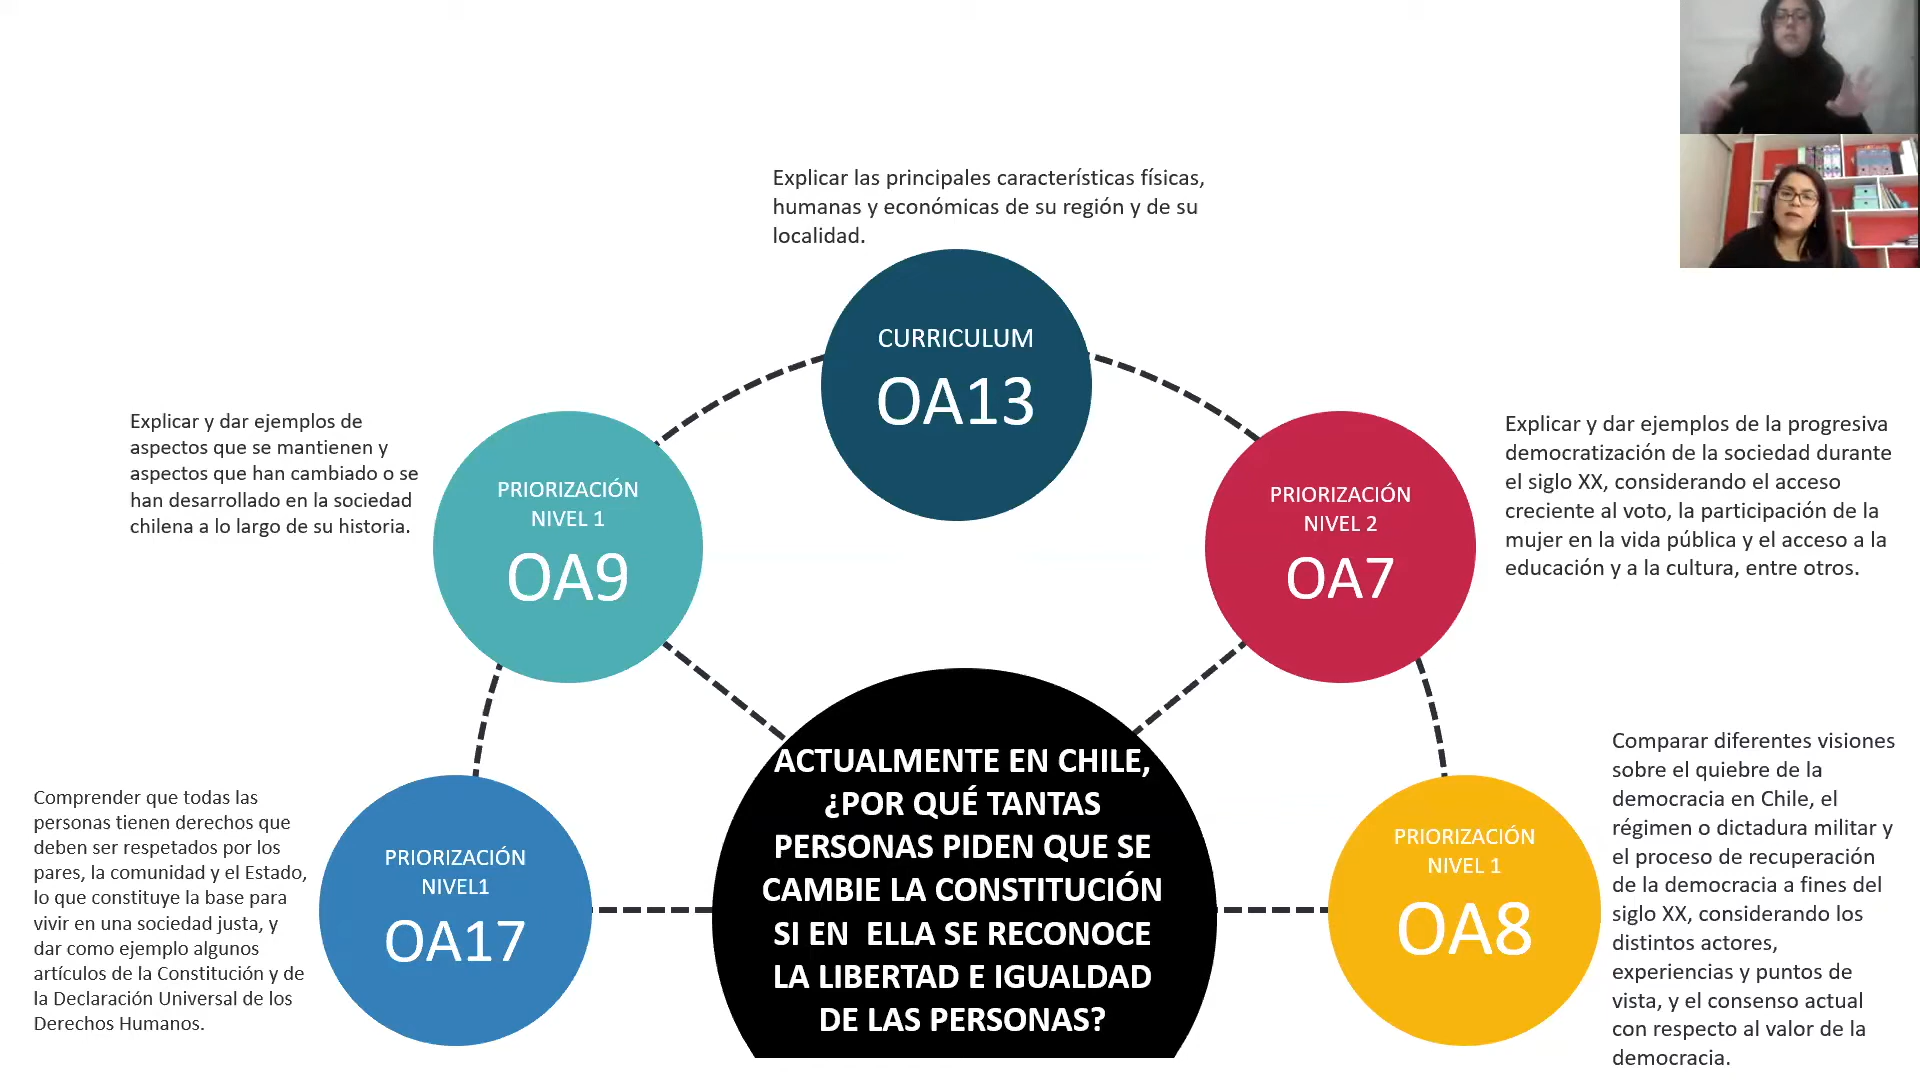 Explicar las principales características físicas,
humanas y económicas de su región y de su
localidad.
CURRICULUM
OA13
Explicar y dar ejemplos de
aspectos que se mantienen y
aspectos que han cambiado o se
han desarrollado en la sociedad
chilena a lo largo de su historia.
PRIORIZACIÓN
NIVEL 1
OA9
PRIORIZACIÓN
NIVEL 2
OA7
Explicar y dar ejemplos de la progresiva
democratización de la sociedad durante
el siglo XX, considerando el acceso
creciente al voto, la participación de la
mujer en la vida pública y el acceso a la
educación y a la cultura, entre otros.
Comprender que todas las
personas tienen derechos que
deben ser respetados por los
pares, la comunidad y el Estado,
lo que constituye la base para
vivir en una sociedad justa, y
dar como ejemplo algunos
artículos de la Constitución y de
la Declaración Universal de los
Derechos Humanos.
PRIORIZACIÓN
NIVEL1
OA17
ACTUALMENTE EN CHILE,
¿POR QUÉ TANTAS
PERSONAS PIDEN QUE SE
CAMBIE LA CONSTITUCIÓN
SI EN  ELLA SE RECONOCE
LA LIBERTAD E IGUALDAD
DE LAS PERSONAS?
PRIORIZACIÓN
NIVEL 1
OA8
Comparar diferentes visiones
sobre el quiebre de la
democracia en Chile, el
régimen o dictadura militar y
el proceso de recuperación
de la democracia a fines del
siglo XX, considerando los
distintos actores,
experiencias y puntos de
vista, y el consenso actual
con respecto al valor de la
democracia.